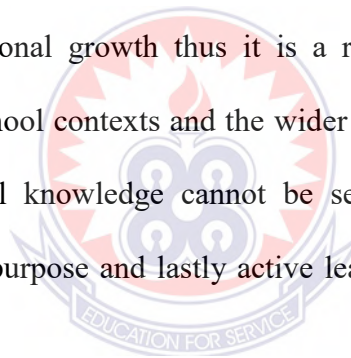 onal growth thus it is a r
ool contexts and the wider
l knowledge cannot be se
purpose and lastly active lea
EDUCATION FOR SERVICE